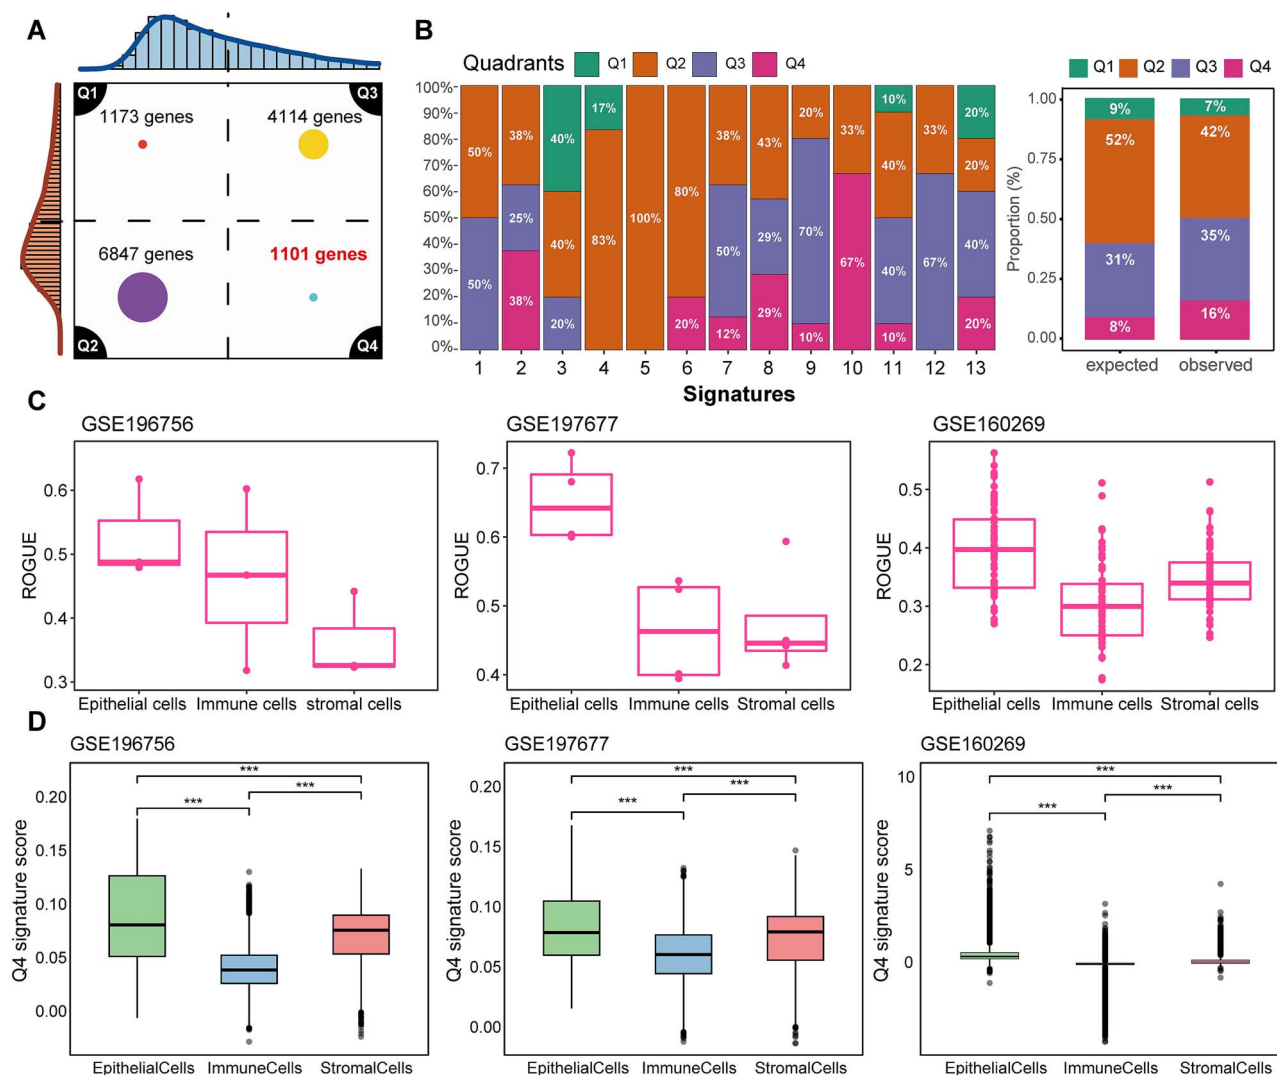 A
Q1
1173 genes
Q3
4114 genes
6847 genes
1101 genes
Q2
Q4
B
Quadrants Q1 Q2 Q3 Q4
100%
90%
80%
70%
60%
50%
40%
30%
20%
10%
0%
50%
50%
38%
25%
38%
40%
40%
20%
17%
83%
100%
80%
20%
38%
50%
12%
43%
29%
29%
20%
70%
10%
33%
67%
10%
40%
40%
10%
33%
67%
20%
20%
40%
20%
1 2 3 4 5 6 7 8 9 10 11 12 13
Signatures
Q1 Q2 Q3 Q4
Proportion (%)
1.00
0.75
0.50
0.25
0.00
9%
52%
31%
8%
7%
42%
35%
16%
expected observed
C
GSE196756
ROGUE
0.6
0.5
0.4
0.3
Epithelial cells Immune cells stromal cells
GSE197677
ROGUE
0.7
0.6
0.5
0.4
Epithelial cells Immune cells Stromal cells
GSE160269
ROGUE
0.5
0.4
0.3
0.2
Epithelial cells Immune cells Stromal cells
D
GSE196756
Q4 signature score
0.20
0.15
0.10
0.05
0.00
***
***
***
EpithelialCells ImmuneCells StromalCells
GSE197677
Q4 signature score
0.20
0.15
0.10
0.05
0.00
***
***
***
EpithelialCells ImmuneCells StromalCells
GSE160269
Q4 signature score
10
5
0
0
***
***
***
EpithelialCells ImmuneCells StromalCells